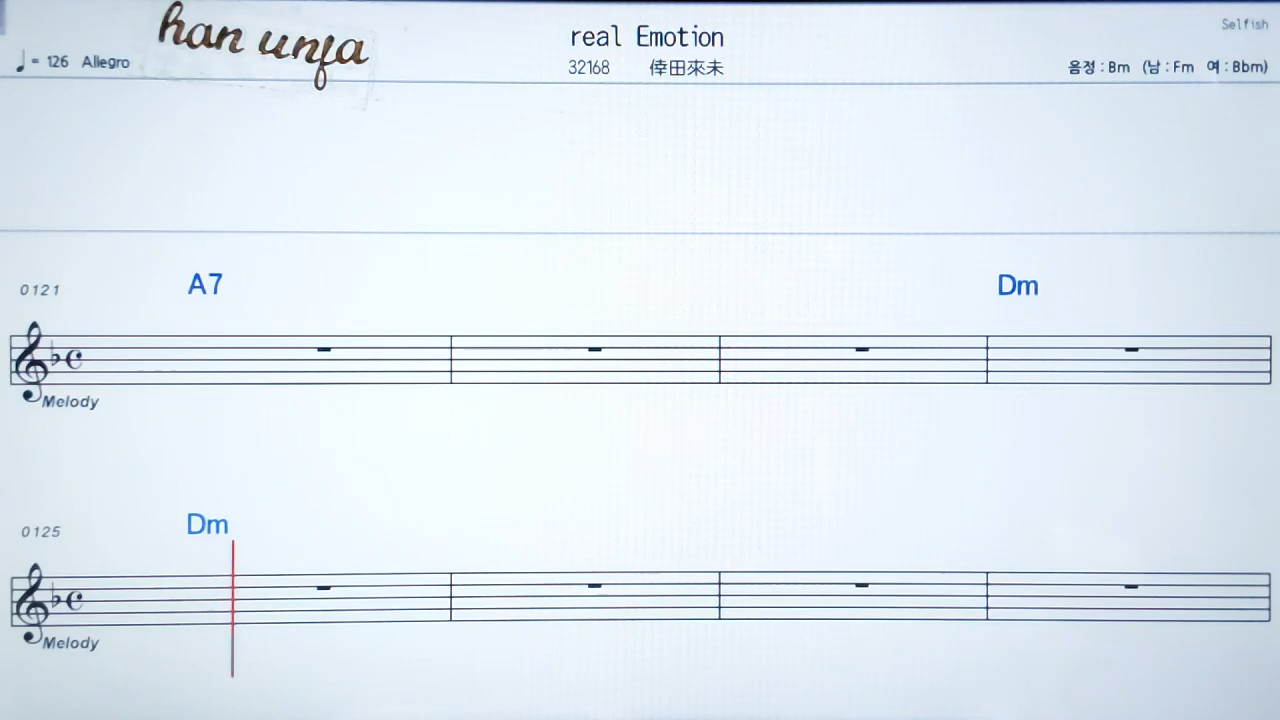 han unfa
real Emotion
Selfish
♩= 126 Allegro
32168 倖田來未
음정 : Bm (남 : Fm 여 : Bbm)
0121 A7 Dm
Melody
0125 Dm
Melody